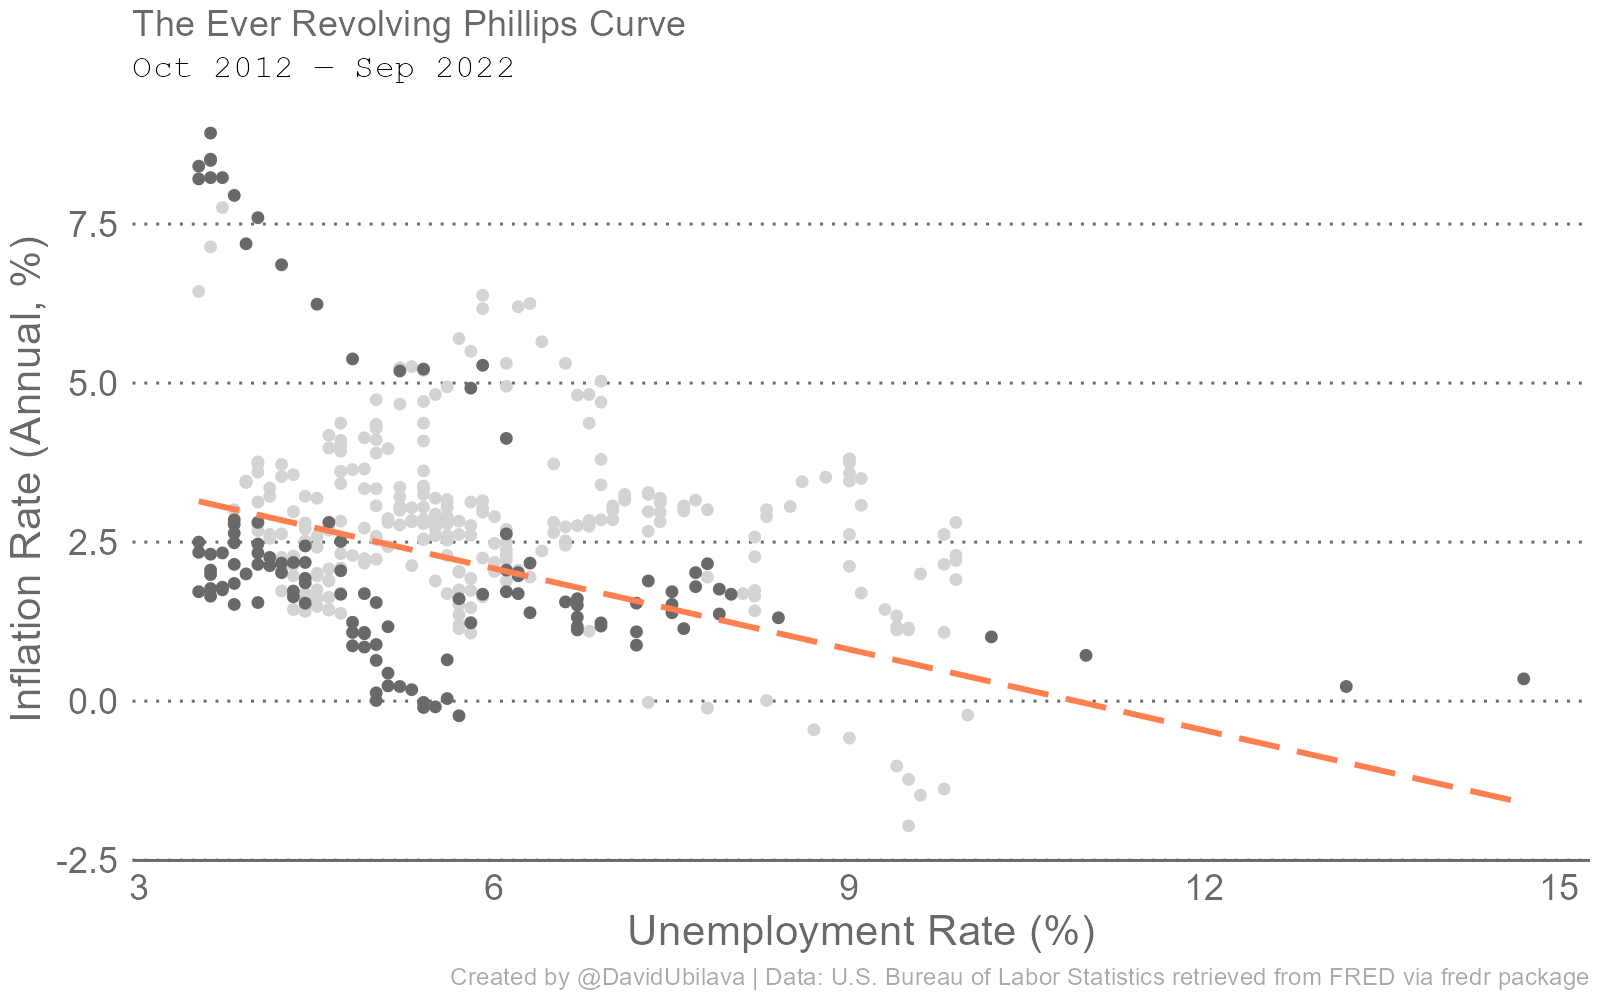 The Ever Revolving Phillips Curve
Oct 2012 — Sep 2022
Inflation Rate (Annual, %)
7.5
5.0
2.5
0.0
-2.5
3 6 9 12 15
Unemployment Rate (%)
Created by @DavidUbilava | Data: U.S. Bureau of Labor Statistics retrieved from FRED via fredr package